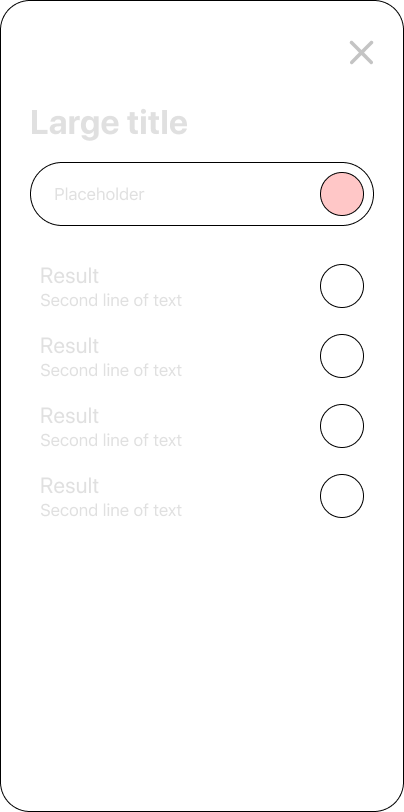 Large title
Placeholder
Result
Second line of text
Result
Second line of text
Result
Second line of text
Result
Second line of text